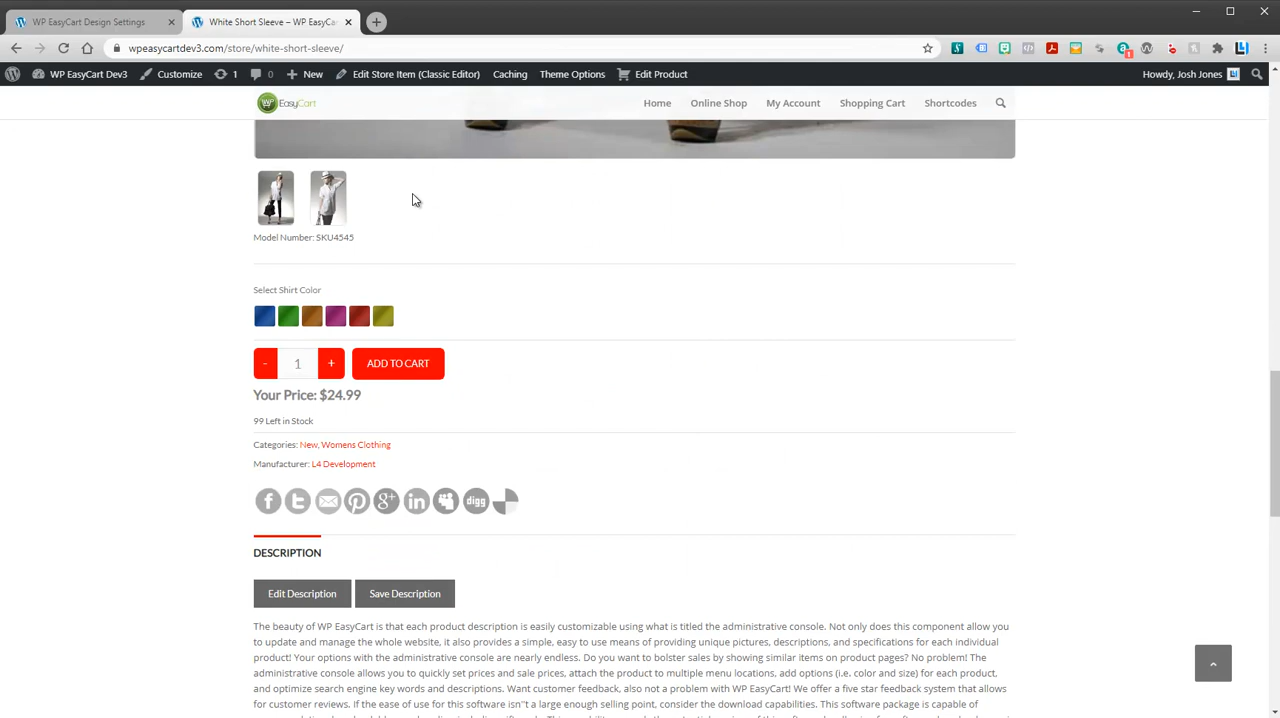 WP EasyCart Design Settings
White Short Sleeve – WP EasyCa
wpeasycartdev3.com/store/white-short-sleeve/
WP EasyCart Dev3 Customize 1 0 New Edit Store Item (Classic Editor) Caching Theme Options Edit Product Howdy, Josh Jones
WP EasyCart Home Online Shop My Account Shopping Cart Shortcodes
Model Number: SKU4545
Select Shirt Color
- 1 + ADD TO CART
Your Price: $24.99
99 Left in Stock
Categories: New, Womens Clothing
Manufacturer: L4 Development
digg
DESCRIPTION
Edit Description Save Description
The beauty of WP EasyCart is that each product description is easily customizable using what is titled the administrative console. Not only does this component allow you
to update and manage the whole website, it also provides a simple, easy to use means of providing unique pictures, descriptions, and specifications for each individual
product! Your options with the administrative console are nearly endless. Do you want to bolster sales by showing similar items on product pages? No problem! The
administrative console allows you to quickly set prices and sale prices, attach the product to multiple menu locations, add options (i.e. color and size) for each product,
and optimize search engine key words and descriptions. Want customer feedback, also not a problem with WP EasyCart! We offer a five star feedback system that allows
for customer reviews. If the ease of use for this software isn''t a large enough selling point, consider the download capabilities. This software package is capable of